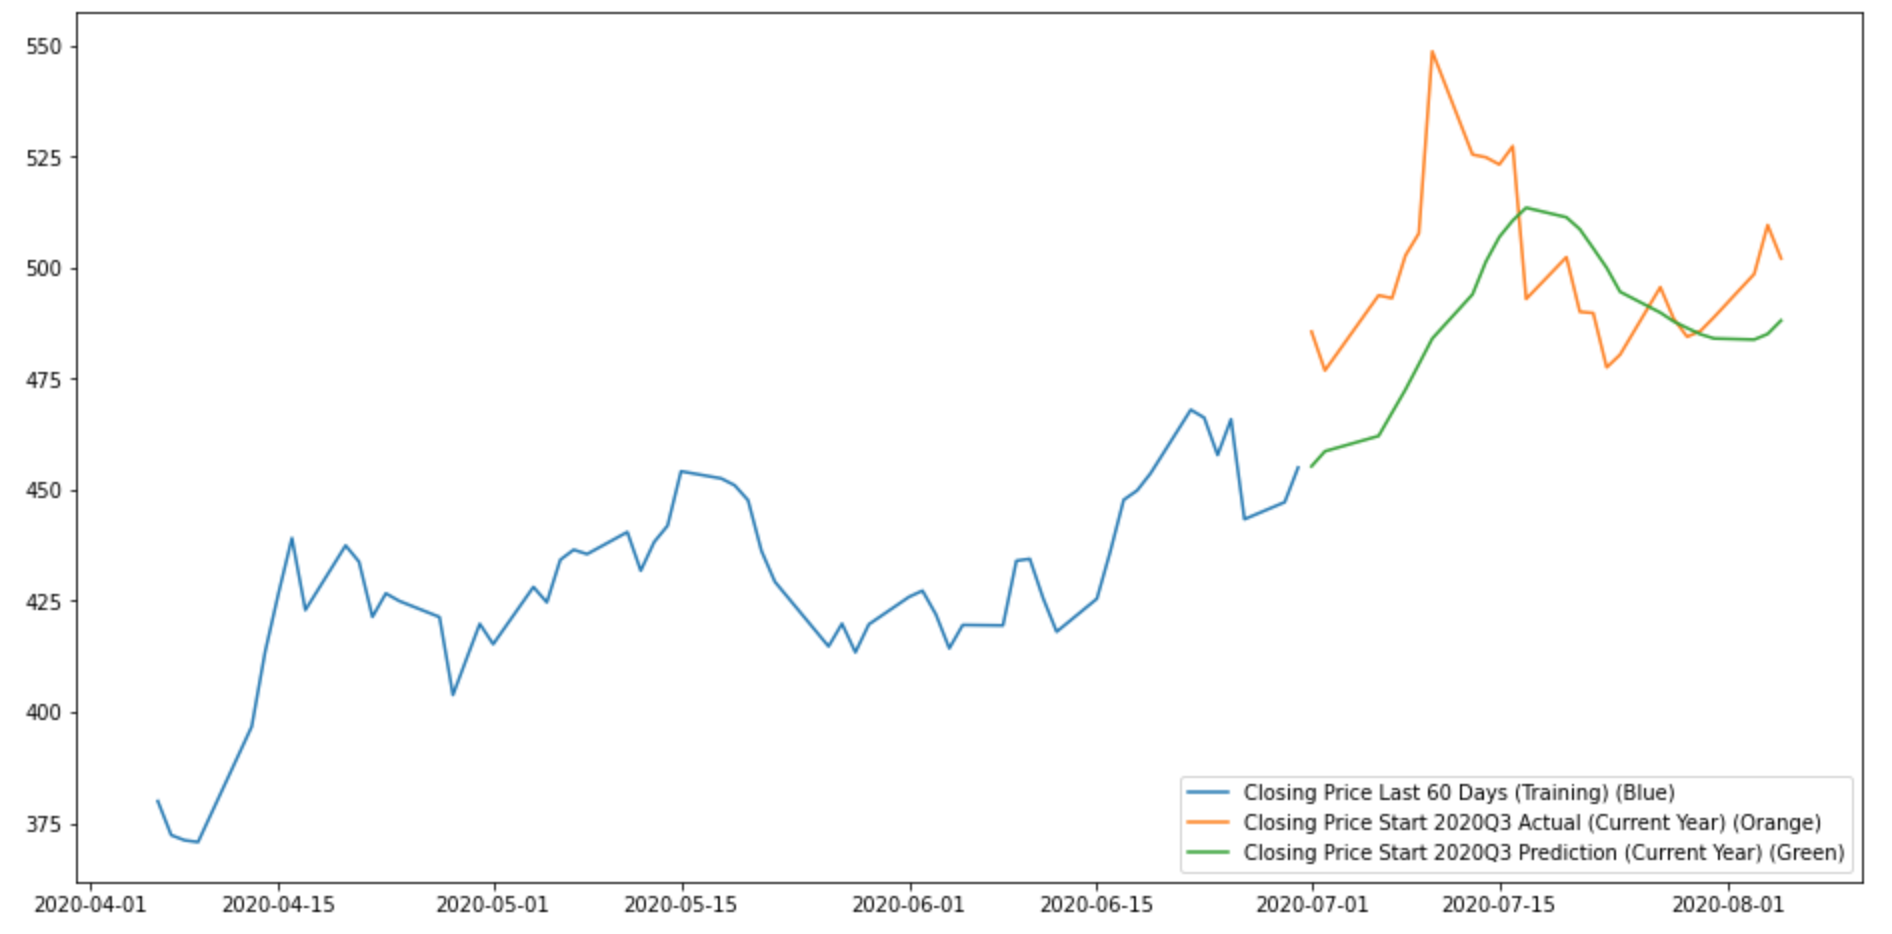 550
525
500
475
450
425
400
375
2020-04-01 2020-04-15 2020-05-01 2020-05-15 2020-06-01 2020-06-15 2020-07-01 2020-07-15 2020-08-01
Closing Price Last 60 Days (Training) (Blue)
Closing Price Start 2020Q3 Actual (Current Year) (Orange)
Closing Price Start 2020Q3 Prediction (Current Year) (Green)